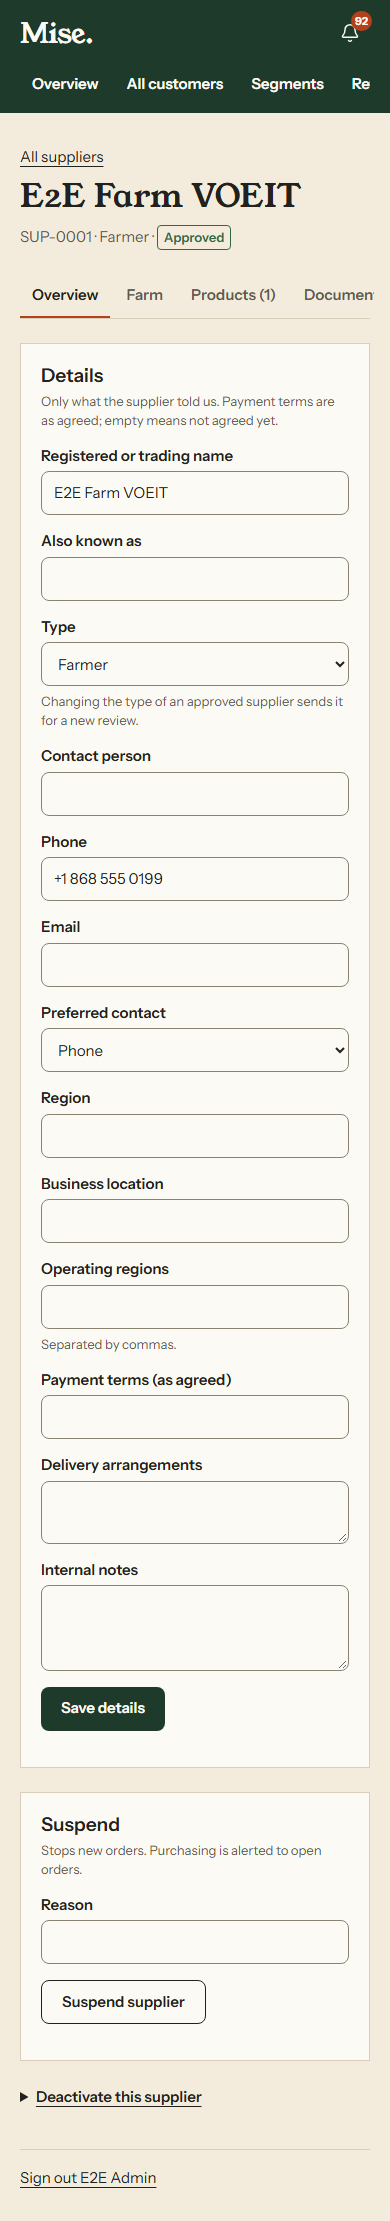 Mise.
92
Overview All customers Segments Re
All suppliers
E2E Farm VOEIT
SUP-0001 · Farmer · Approved
Overview Farm Products (1) Documen
Details
Only what the supplier told us. Payment terms are
as agreed; empty means not agreed yet.
Registered or trading name
E2E Farm VOEIT
Also known as
Type
Farmer
Changing the type of an approved supplier sends it
for a new review.
Contact person
Phone
+1 868 555 0199
Email
Preferred contact
Phone
Region
Business location
Operating regions
Separated by commas.
Payment terms (as agreed)
Delivery arrangements
Internal notes
Save details
Suspend
Stops new orders. Purchasing is alerted to open
orders.
Reason
Suspend supplier
Deactivate this supplier
Sign out E2E Admin